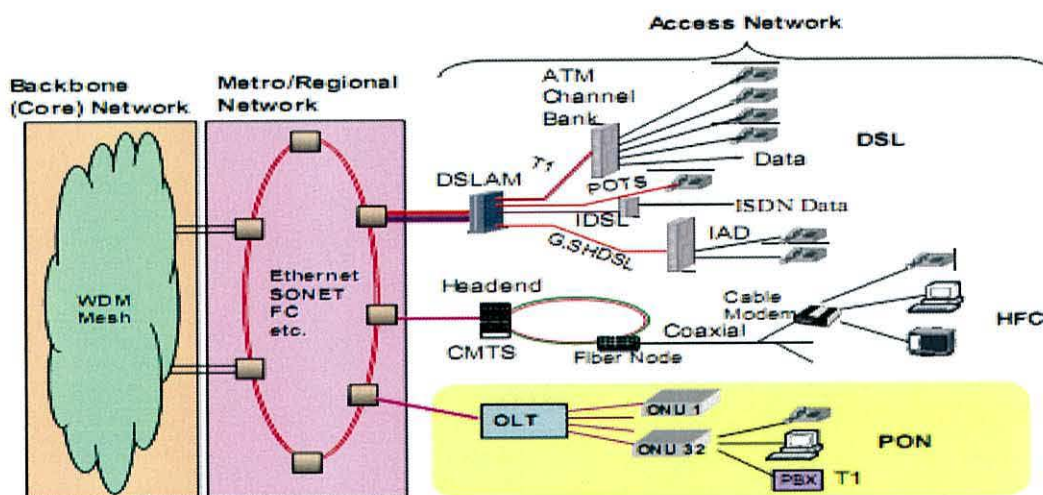 Access Network
Backbone
(Core) Network
Metro/Regional
Network
ATM
Channel
Bank
DSL
T1
Data
DSLAM
POTS
IDSL
ISDN Data
G.SHDSL
IAD
WDM
Mesh
Ethernet
SONET
FC
etc.
Headend
CMTS
Fiber Node
Coaxial
Cable
Modem
HFC
OLT
ONU 1
ONU 32
PON
PBX
T1